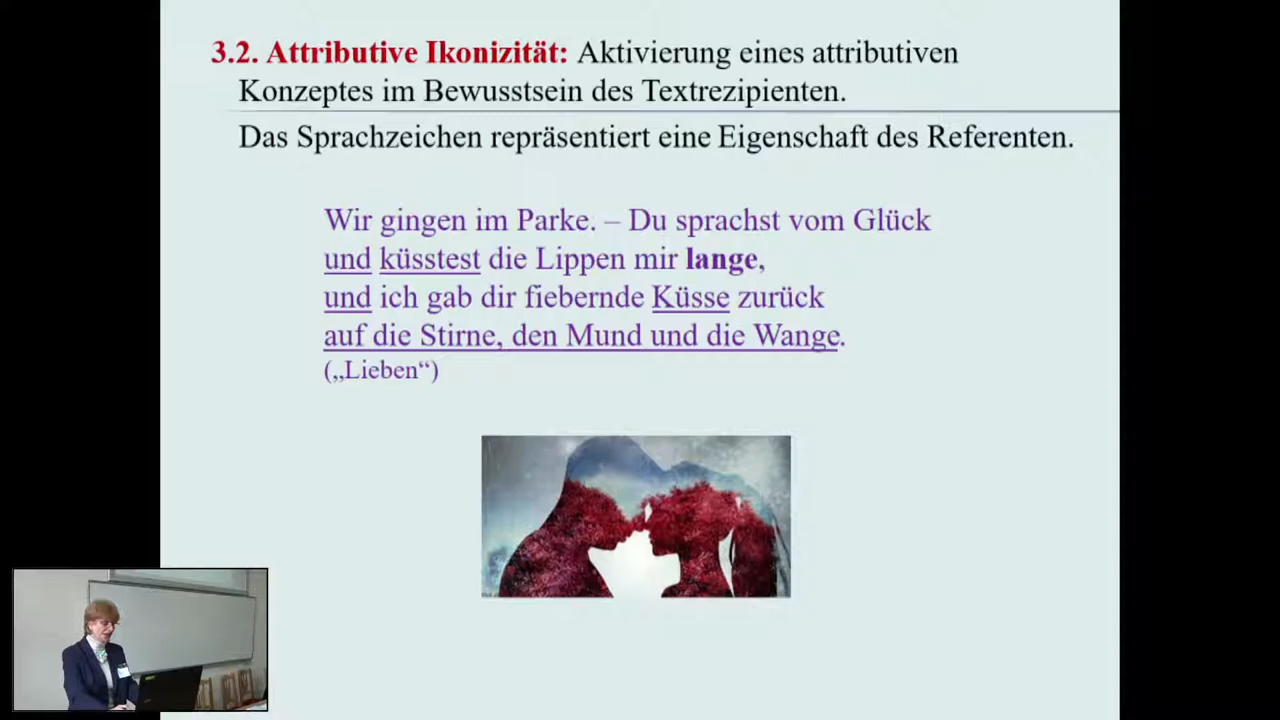 3.2. Attributive Ikonizität: Aktivierung eines attributiven
Konzeptes im Bewusstsein des Textrezipienten.
Das Sprachzeichen repräsentiert eine Eigenschaft des Referenten.
Wir gingen im Parke. – Du sprachst vom Glück
und küsstest die Lippen mir lange,
und ich gab dir fiebernde Küsse zurück
auf die Stirne, den Mund und die Wange.
(„Lieben“)